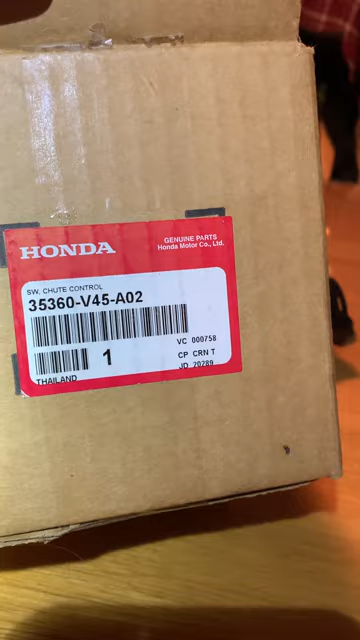 HONDA
GENUINE PARTS
Honda Motor Co., Ltd.
SW, CHUTE CONTROL
35360-V45-A02
VC 000758
1
CP CRN T
JD 20289
THAILAND